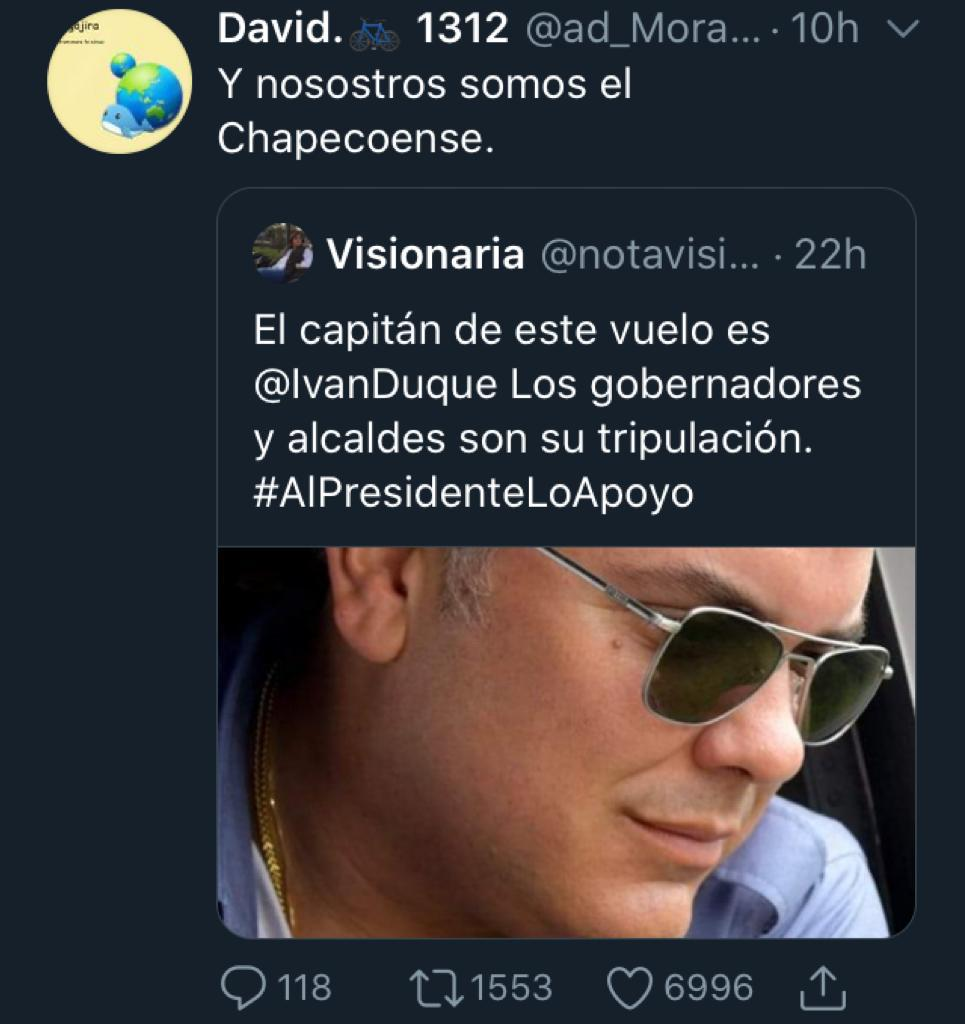 David. 🚲 1312 @ad_Mora... · 10h
Y nosostros somos el
Chapecoense.
Visionaria @notavisi... · 22h
El capitán de este vuelo es
@IvanDuque Los gobernadores
y alcaldes son su tripulación.
#AlPresidenteLoApoyo
118 1553 6996